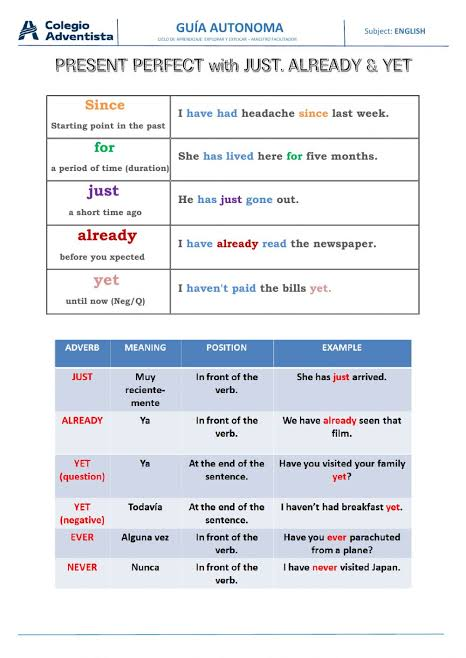 Colegio
Adventista
GUÍA AUTONOMA
CICLO DE APRENDIZAJE: EXPLORAR Y EXPLICAR – MAESTRO FACILITADOR
Subject: ENGLISH
PRESENT PERFECT with JUST, ALREADY & YET
Since
Starting point in the past
I have had headache since last week.
for
a period of time (duration)
She has lived here for five months.
just
a short time ago
He has just gone out.
already
before you xpected
I have already read the newspaper.
yet
until now (Neg/Q)
I haven't paid the bills yet.
ADVERB MEANING POSITION EXAMPLE
JUST
Muy
reciente-
mente
In front of the
verb.
She has just arrived.
ALREADY
Ya
In front of the
verb.
We have already seen that
film.
YET
(question)
Ya
At the end of the
sentence.
Have you visited your family
yet?
YET
(negative)
Todavía
At the end of the
sentence.
I haven't had breakfast yet.
EVER
Alguna vez
In front of the
verb.
Have you ever parachuted
from a plane?
NEVER
Nunca
In front of the
verb.
I have never visited Japan.